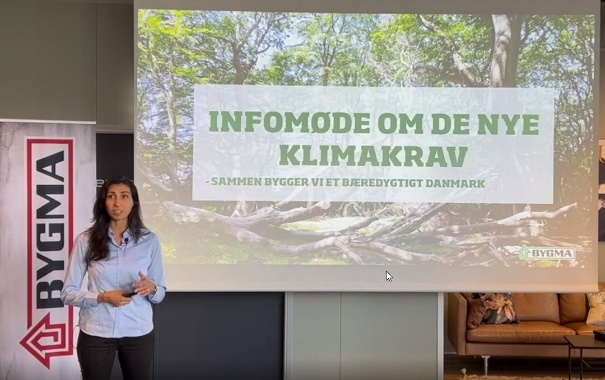 INFOMØDE OM DE NYE
KLIMAKRAV
- SAMMEN BYGGER VI ET BÆREDYGTIGT DANMARK
BYGMA
BYGMA